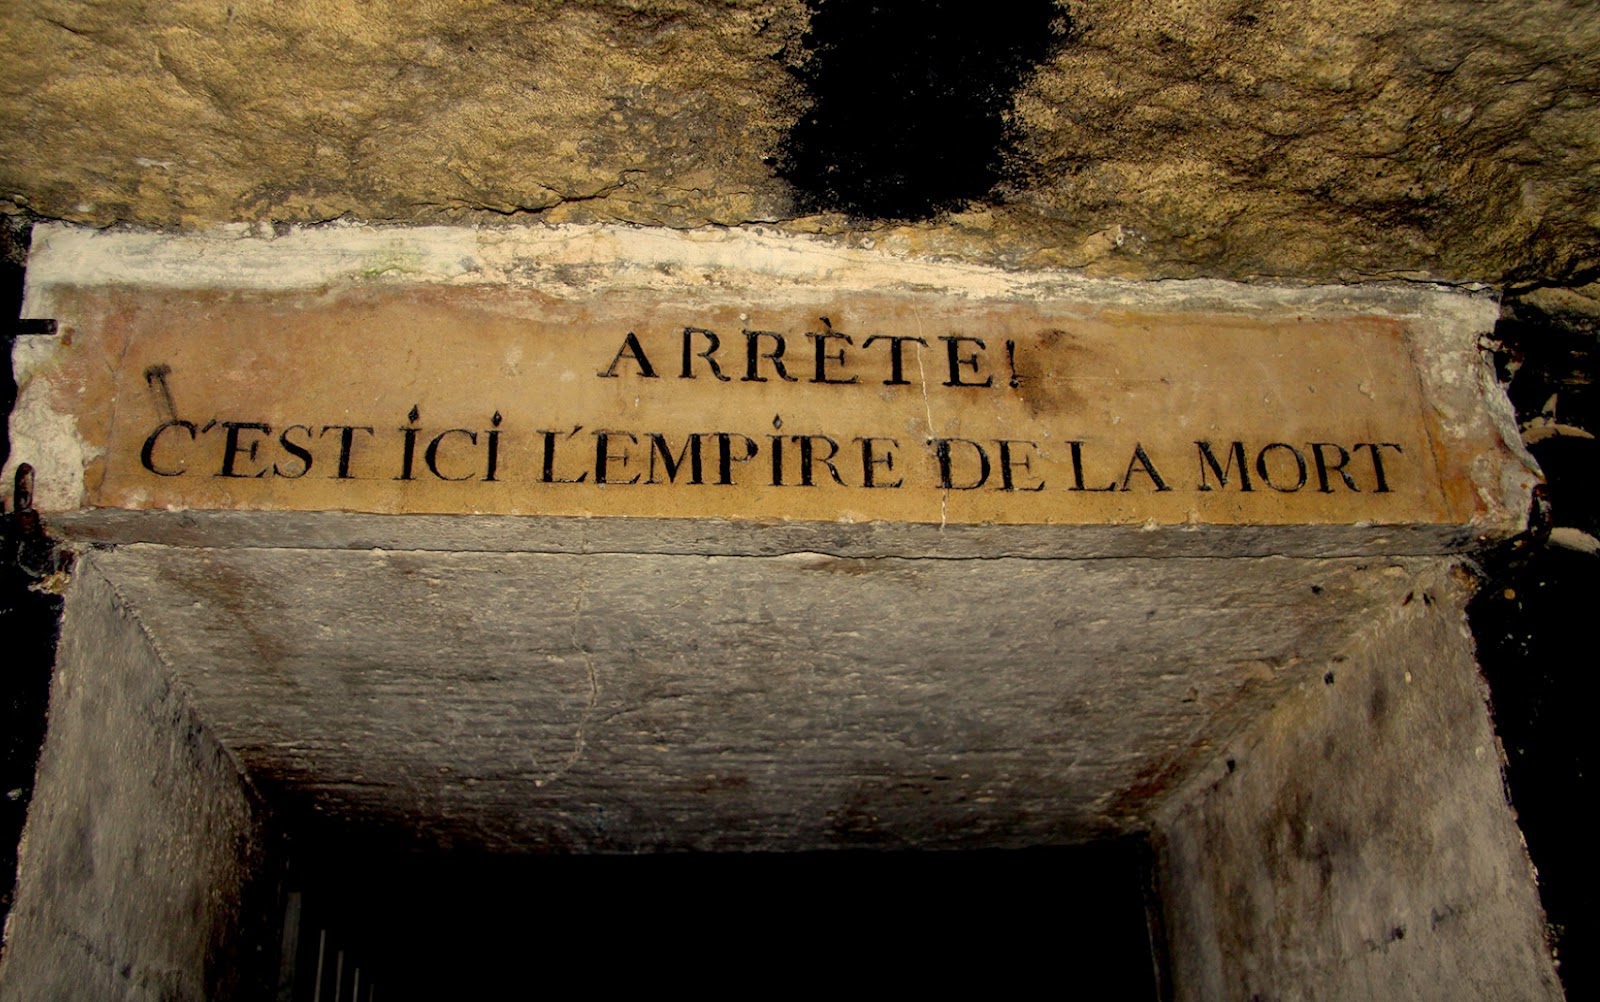 ARRÈTE!
C'EST iCi L'EMPiRE DE LA MORT